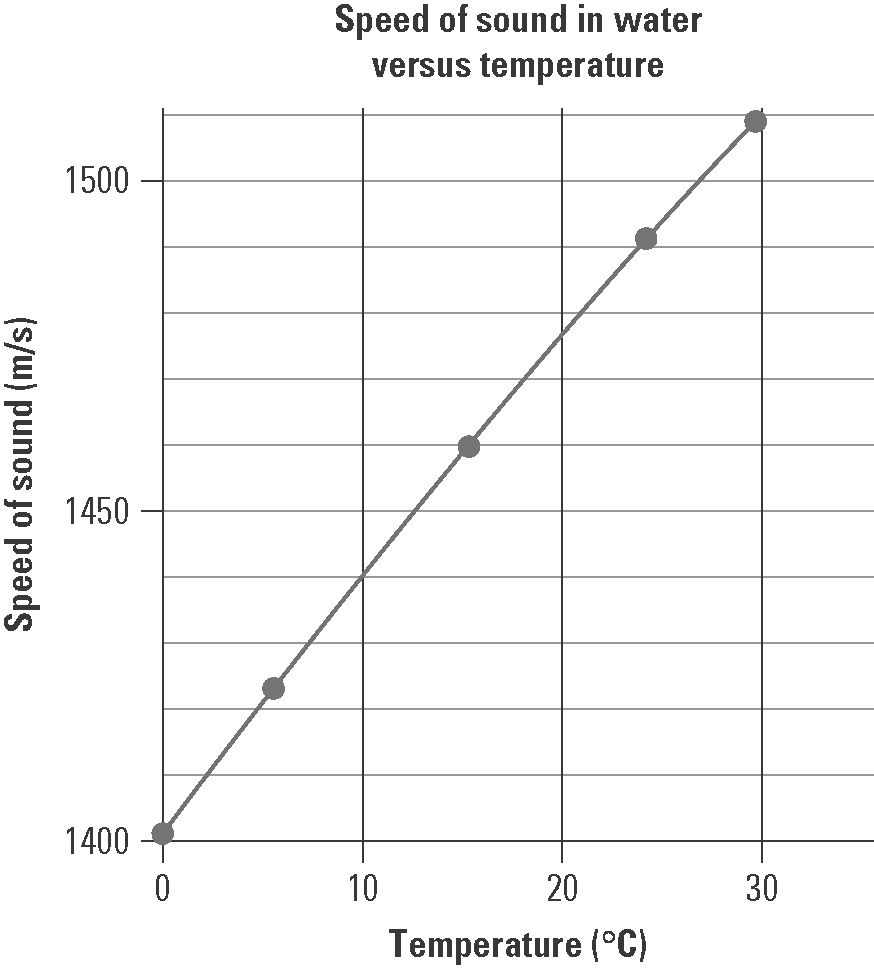 Speed of sound in water
versus temperature
Speed of sound (m/s)
1500
1450
1400
0 10 20 30
Temperature (°C)